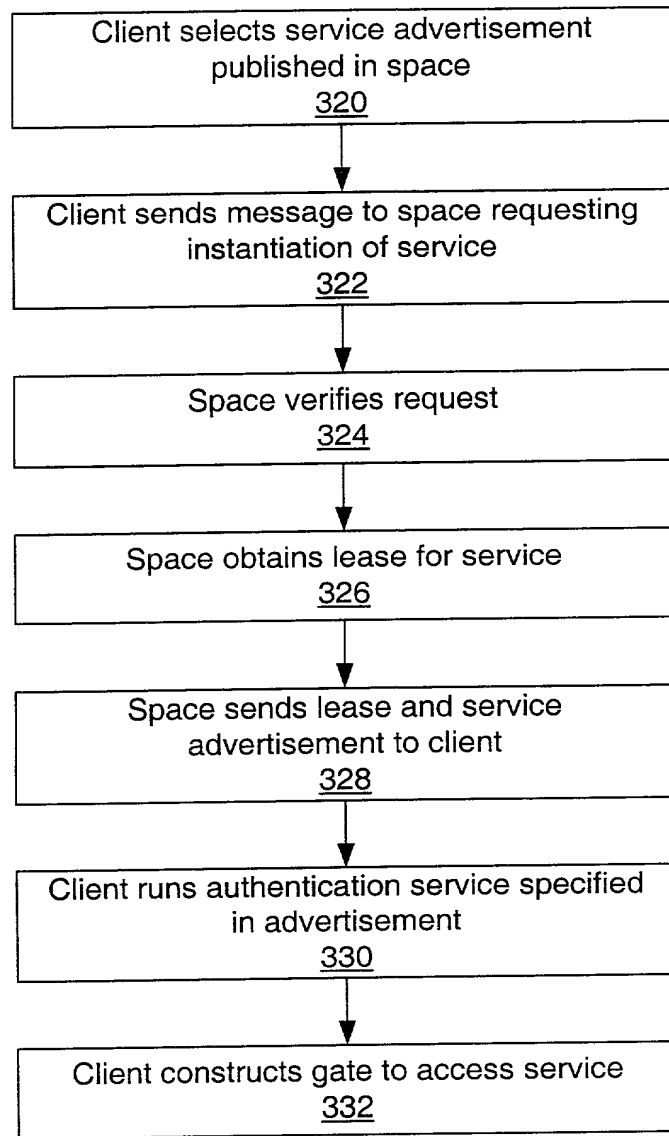 Client selects service advertisement
published in space
320
Client sends message to space requesting
instantiation of service
322
Space verifies request
324
Space obtains lease for service
326
Space sends lease and service
advertisement to client
328
Client runs authentication service specified
in advertisement
330
Client constructs gate to access service
332